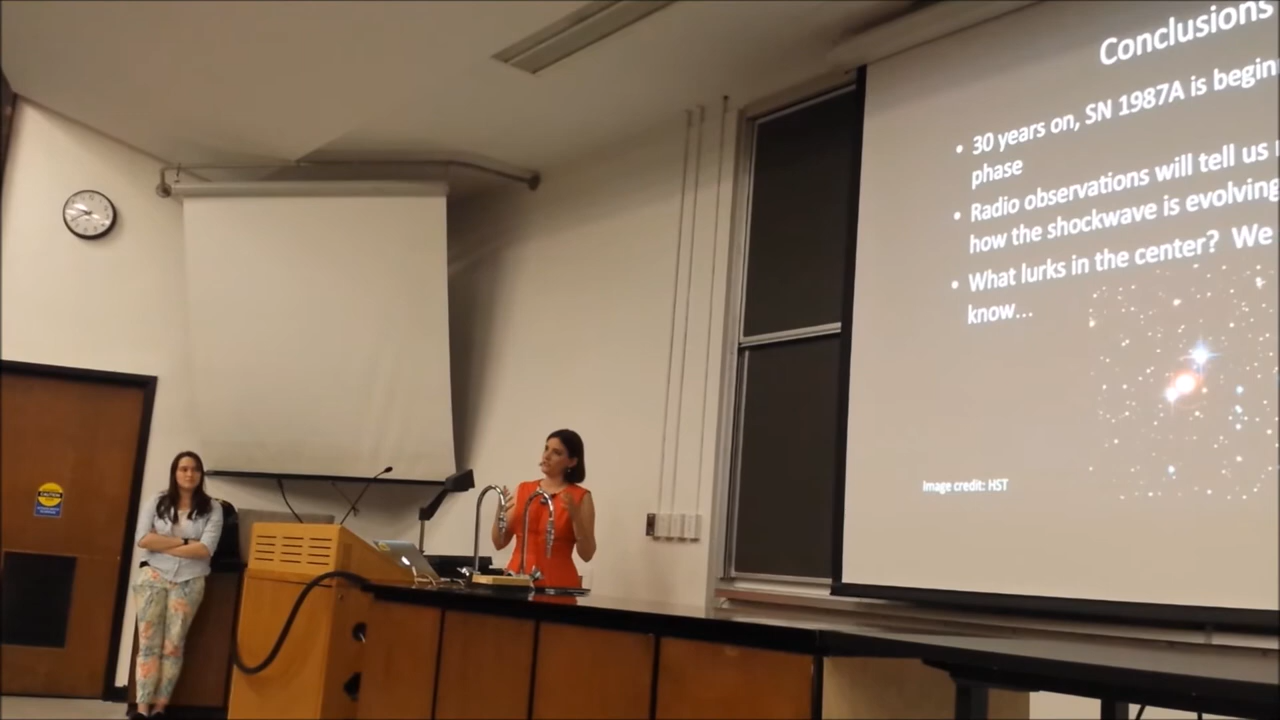 Conclusions
• 30 years on, SN 1987A is begin
phase
• Radio observations will tell us
how the shockwave is evolving
• What lurks in the center? We
know...
Image credit: HST
CAUTION